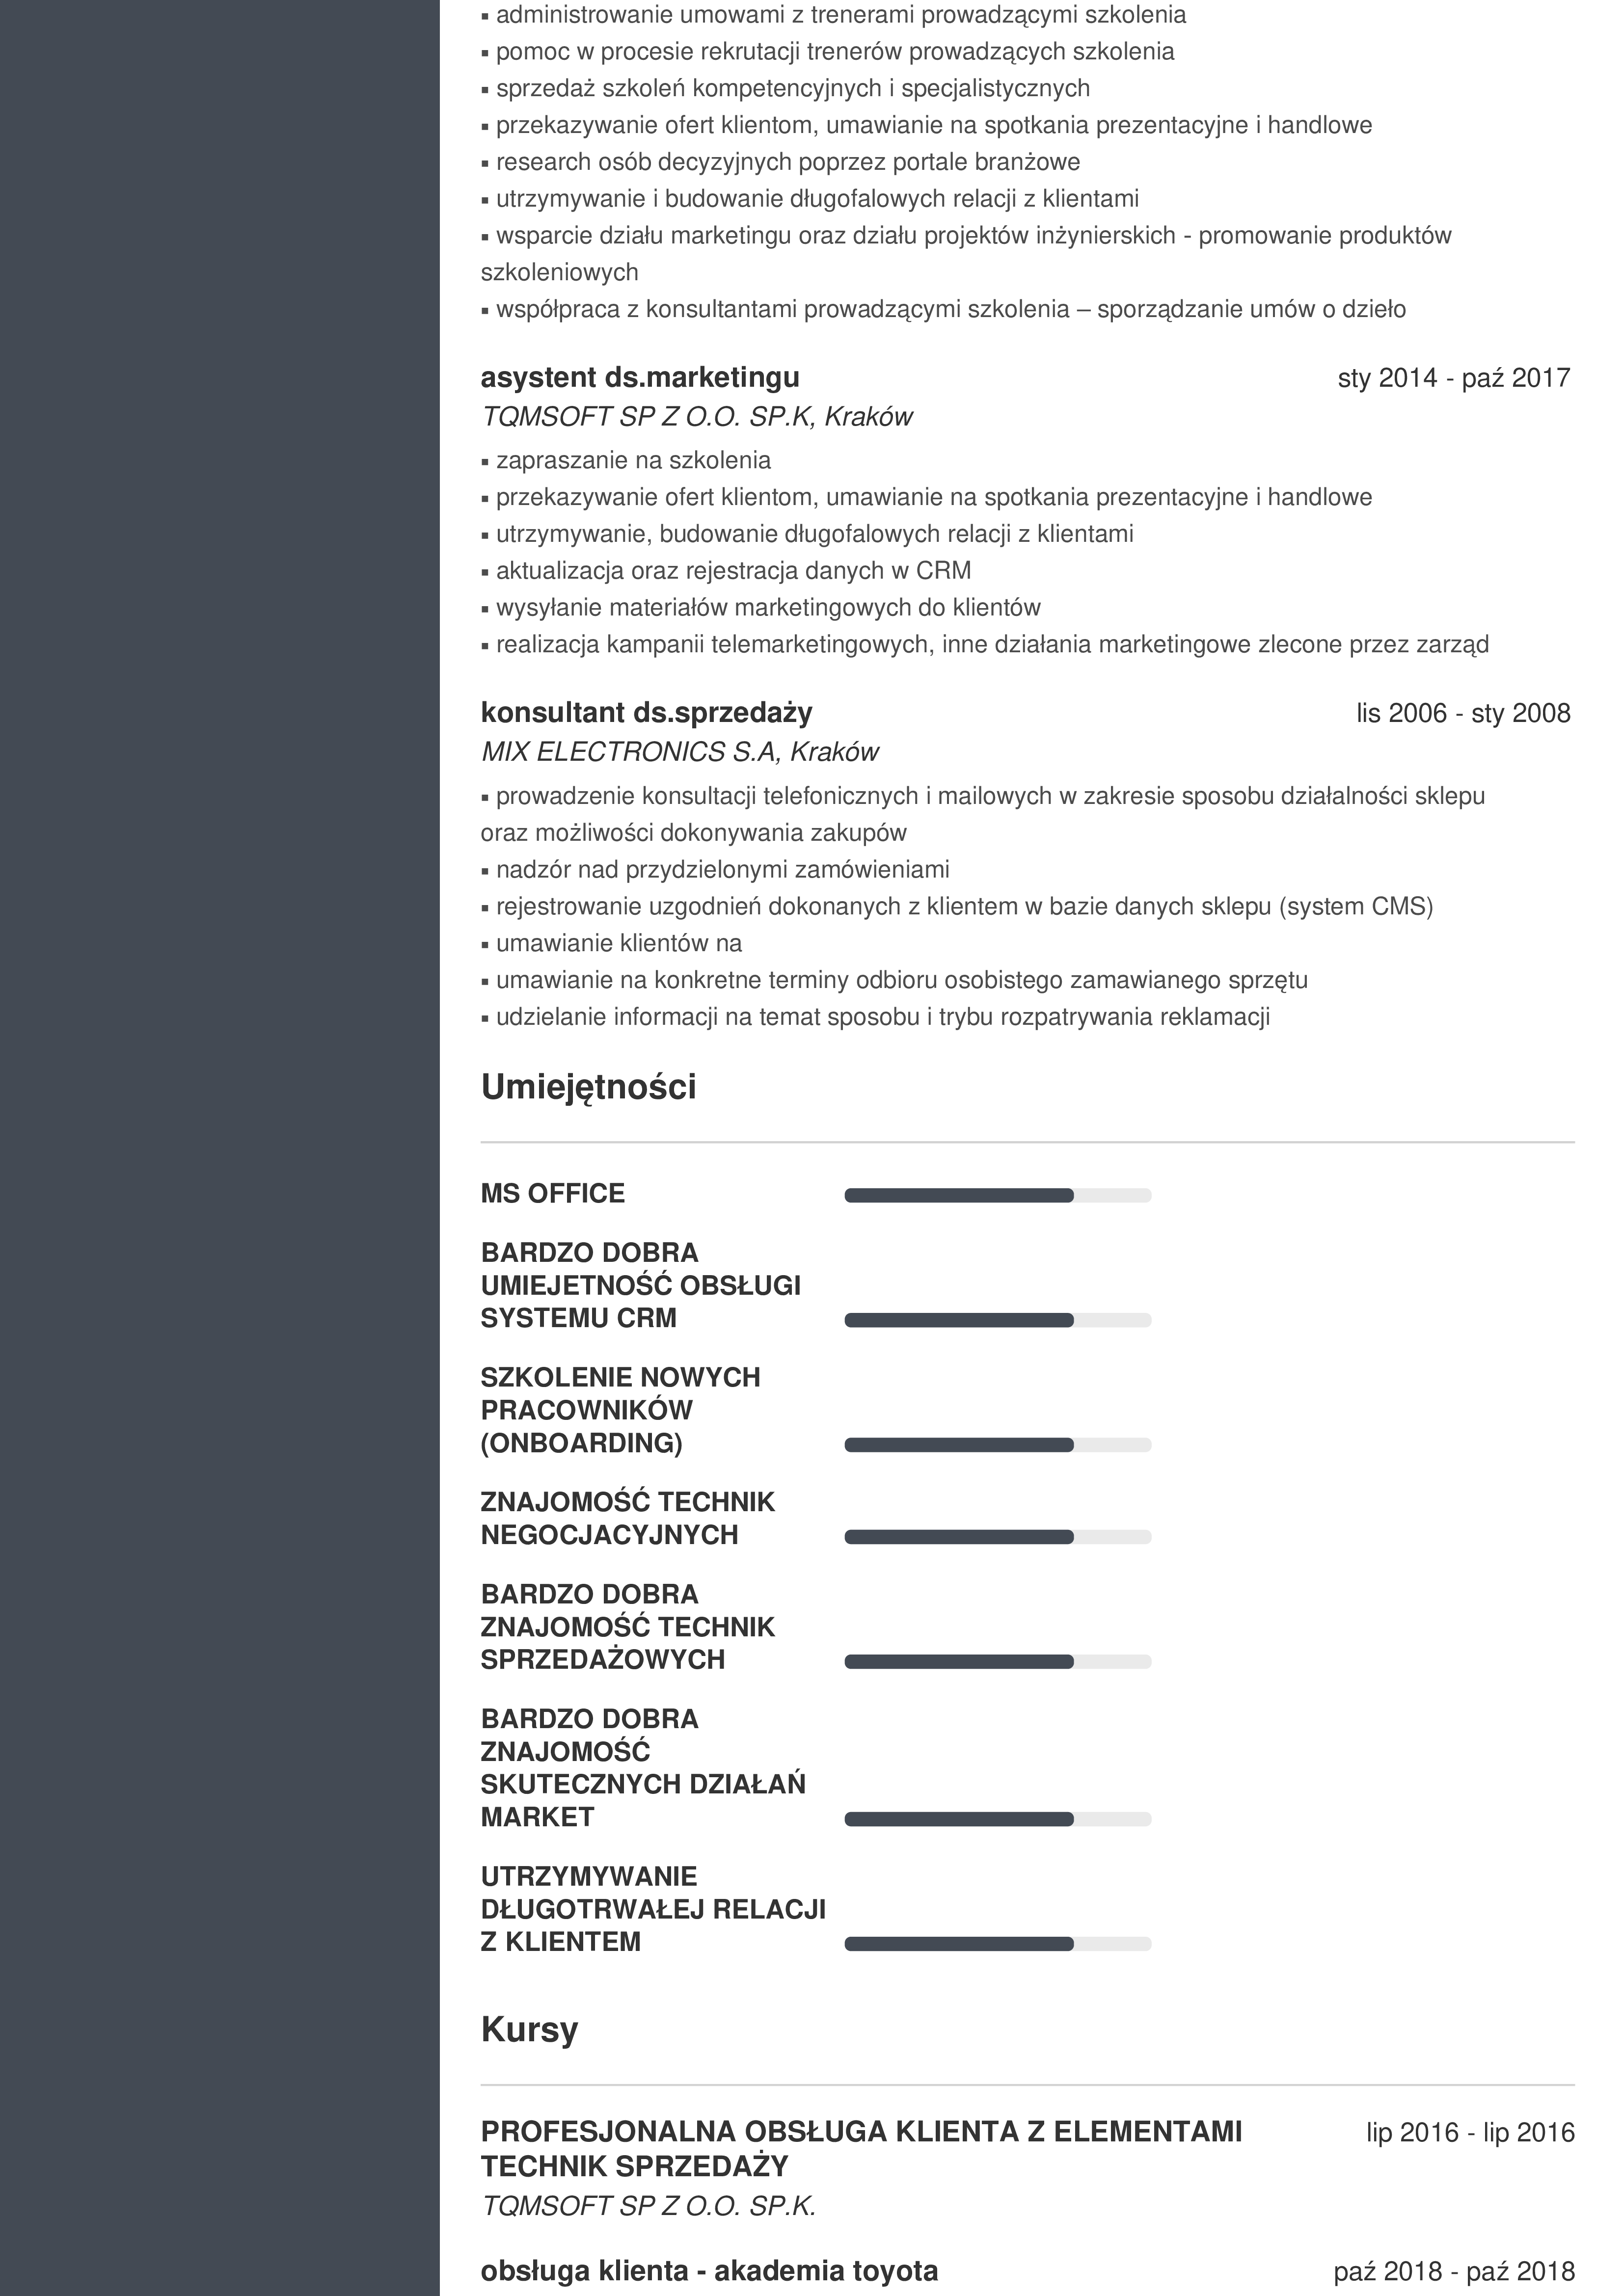 ▪ administrowanie umowami z trenerami prowadzącymi szkolenia
▪ pomoc w procesie rekrutacji trenerów prowadzących szkolenia
▪ sprzedaż szkoleń kompetencyjnych i specjalistycznych
▪ przekazywanie ofert klientom, umawianie na spotkania prezentacyjne i handlowe
▪ research osób decyzyjnych poprzez portale branżowe
▪ utrzymywanie i budowanie długofalowych relacji z klientami
▪ wsparcie działu marketingu oraz działu projektów inżynierskich - promowanie produktów
szkoleniowych
▪ współpraca z konsultantami prowadzącymi szkolenia – sporządzanie umów o dzieło
asystent ds.marketingu sty 2014 - paź 2017
TQMSOFT SP Z O.O. SP.K, Kraków
▪ zapraszanie na szkolenia
▪ przekazywanie ofert klientom, umawianie na spotkania prezentacyjne i handlowe
▪ utrzymywanie, budowanie długofalowych relacji z klientami
▪ aktualizacja oraz rejestracja danych w CRM
▪ wysyłanie materiałów marketingowych do klientów
▪ realizacja kampanii telemarketingowych, inne działania marketingowe zlecone przez zarząd
konsultant ds.sprzedaży lis 2006 - sty 2008
MIX ELECTRONICS S.A, Kraków
▪ prowadzenie konsultacji telefonicznych i mailowych w zakresie sposobu działalności sklepu
oraz możliwości dokonywania zakupów
▪ nadzór nad przydzielonymi zamówieniami
▪ rejestrowanie uzgodnień dokonanych z klientem w bazie danych sklepu (system CMS)
▪ umawianie klientów na
▪ umawianie na konkretne terminy odbioru osobistego zamawianego sprzętu
▪ udzielanie informacji na temat sposobu i trybu rozpatrywania reklamacji
Umiejętności
MS OFFICE
BARDZO DOBRA
UMIEJETNOŚĆ OBSŁUGI
SYSTEMU CRM
SZKOLENIE NOWYCH
PRACOWNIKÓW
(ONBOARDING)
ZNAJOMOŚĆ TECHNIK
NEGOCJACYJNYCH
BARDZO DOBRA
ZNAJOMOŚĆ TECHNIK
SPRZEDAŻOWYCH
BARDZO DOBRA
ZNAJOMOŚĆ
SKUTECZNYCH DZIAŁAŃ
MARKET
UTRZYMYWANIE
DŁUGOTRWAŁEJ RELACJI
Z KLIENTEM
Kursy
PROFESJONALNA OBSŁUGA KLIENTA Z ELEMENTAMI lip 2016 - lip 2016
TECHNIK SPRZEDAŻY
TQMSOFT SP Z O.O. SP.K.
obsługa klienta - akademia toyota paź 2018 - paź 2018